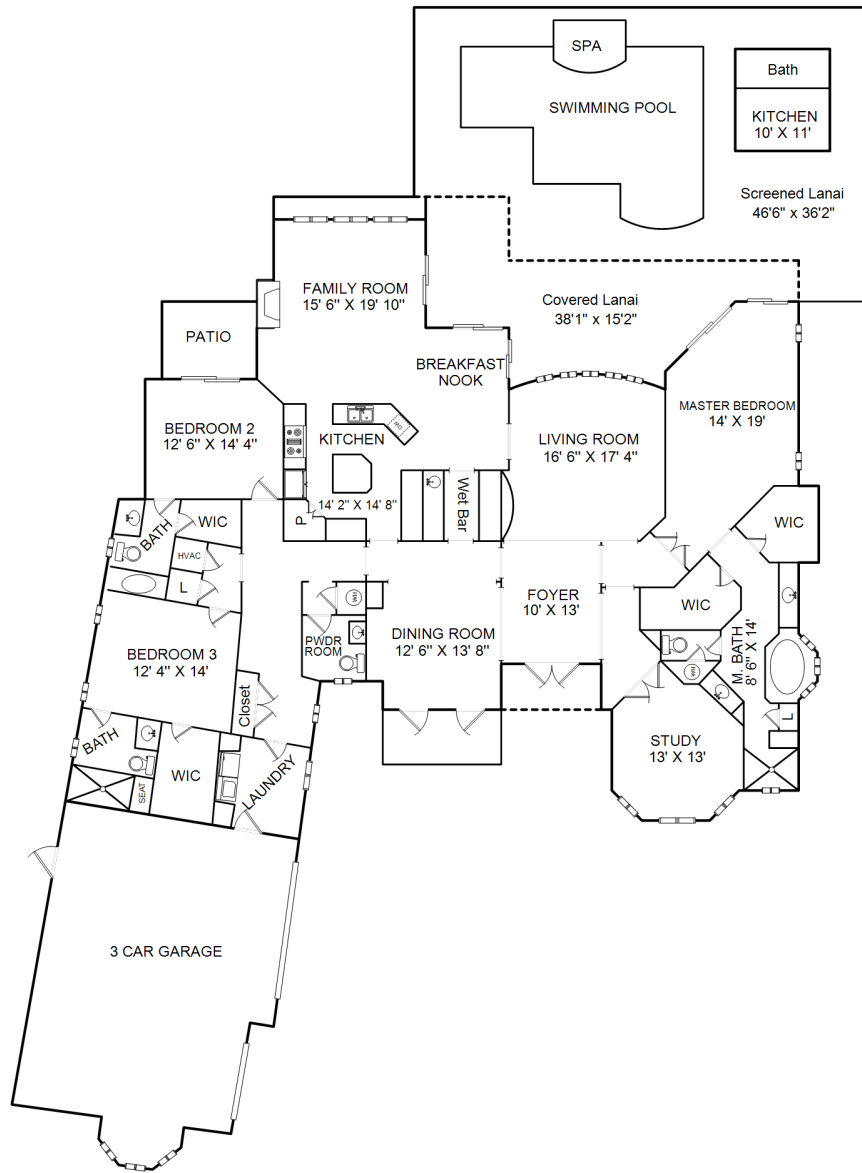 SPA
Bath
SWIMMING POOL
KITCHEN
10' X 11'
Screened Lanai
46'6" x 36'2"
FAMILY ROOM
15' 6" X 19' 10"
Covered Lanai
38'1" x 15'2"
PATIO
BREAKFAST
NOOK
MASTER BEDROOM
14' X 19'
BEDROOM 2
12' 6" X 14' 4"
DW
KITCHEN
LIVING ROOM
16' 6" X 17' 4"
14' 2" X 14' 8"
Wet Bar
P
WIC
BATH
WIC
HVAC
L
FOYER
10' X 13'
WIC
HW
DINING ROOM
12' 6" X 13' 8"
PWDR
ROOM
BEDROOM 3
12' 4" X 14'
M. BATH
8' 6" X 14'
HW
Closet
L
STUDY
13' X 13'
BATH
WIC
LAUNDRY
SEAT
3 CAR GARAGE